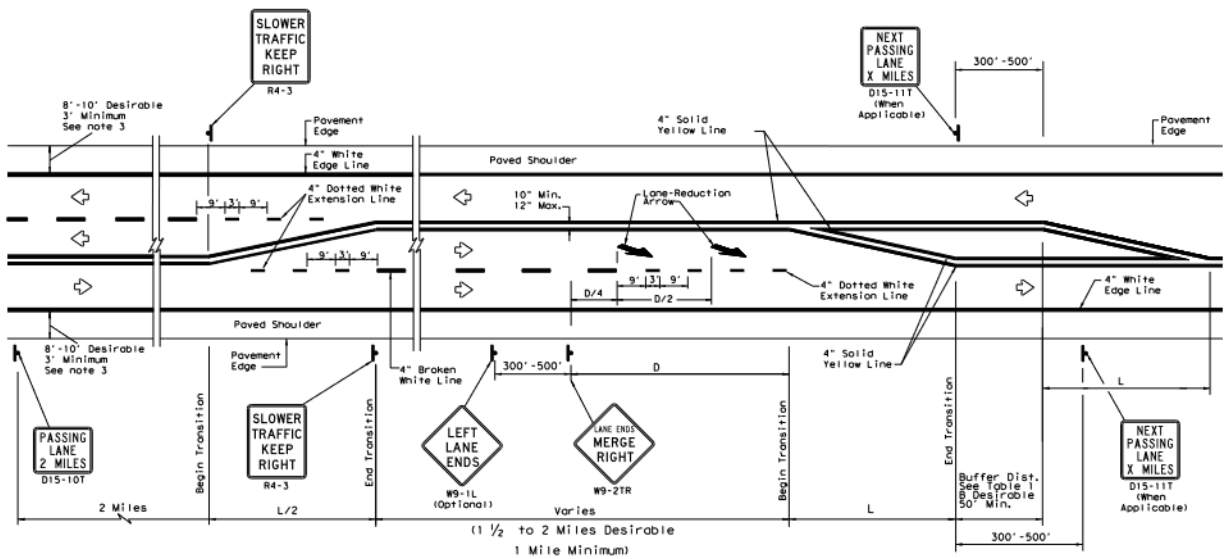 SLOWER
TRAFFIC
KEEP
RIGHT
R4-3
NEXT
PASSING
LANE
X MILES
D15-11T
(When
Applicable)
300'-500'
8'-10' Desirable
3' Minimum
See note 3
Pavement
Edge
4" White
Edge Line
Paved Shoulder
4" Solid
Yellow Line
Pavement
Edge
4" Dotted White
Extension Line
9'
3'
9'
10" Min.
12" Max.
Lane-Reduction
Arrow
9'
3'
9'
9'
3'
9'
D/4
D/2
4" Dotted White
Extension Line
4" White
Edge Line
Paved Shoulder
8'-10' Desirable
3' Minimum
See note 3
Pavement
Edge
4" Broken
White Line
300'-500'
D
4" Solid
Yellow Line
L
PASSING
LANE
2 MILES
D15-10T
Begin Transition
SLOWER
TRAFFIC
KEEP
RIGHT
R4-3
End Transition
LEFT
LANE
ENDS
W9-1L
(Optional)
LANE ENDS
MERGE
RIGHT
W9-2TR
Begin Transition
End Transition
Buffer Dist.
See Table 1
B Desirable
50' Min.
NEXT
PASSING
LANE
X MILES
D15-11T
(When
Applicable)
2 Miles
L/2
Varies
(1 1/2 to 2 Miles Desirable
1 Mile Minimum)
L
300'-500'